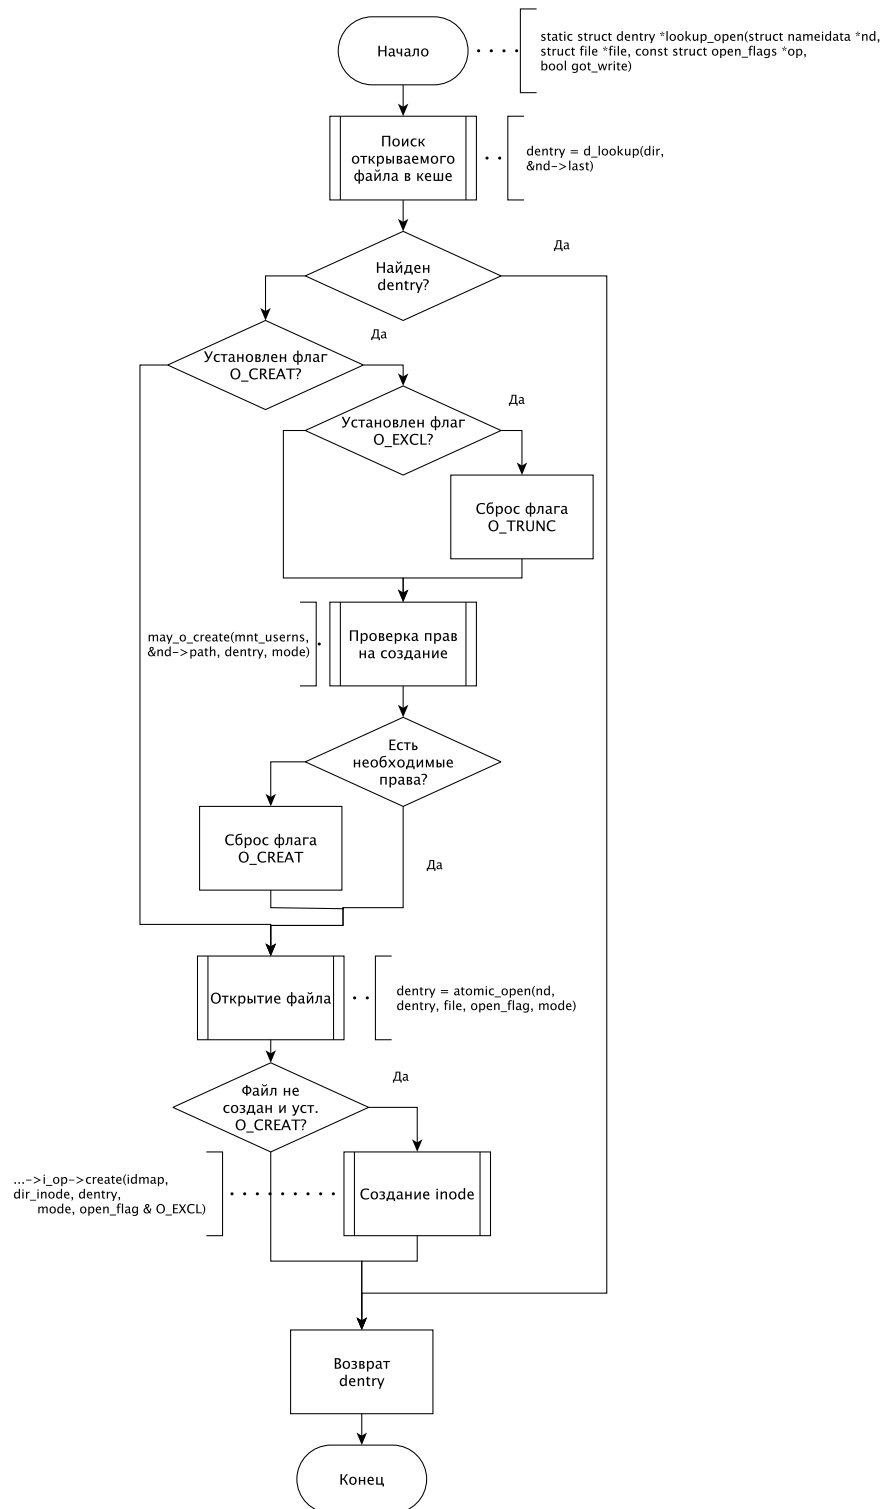 Начало
static struct dentry *lookup_open(struct nameidata *nd,
struct file *file, const struct open_flags *op,
bool got_write)
Поиск
открываемого
файла в кеше
dentry = d_lookup(dir,
&nd->last)
Да
Найден
dentry?
Да
Установлен флаг
O_CREAT?
Да
Установлен флаг
O_EXCL?
Сброс флага
O_TRUNC
may_o_create(mnt_userns,
&nd->path, dentry, mode)
Проверка прав
на создание
Есть
необходимые
права?
Сброс флага
O_CREAT
Да
Открытие файла
dentry = atomic_open(nd,
dentry, file, open_flag, mode)
Да
Файл не
создан и уст.
O_CREAT?
...->i_op->create(idmap,
dir_inode, dentry,
mode, open_flag & O_EXCL)
Создание inode
Возврат
dentry
Конец